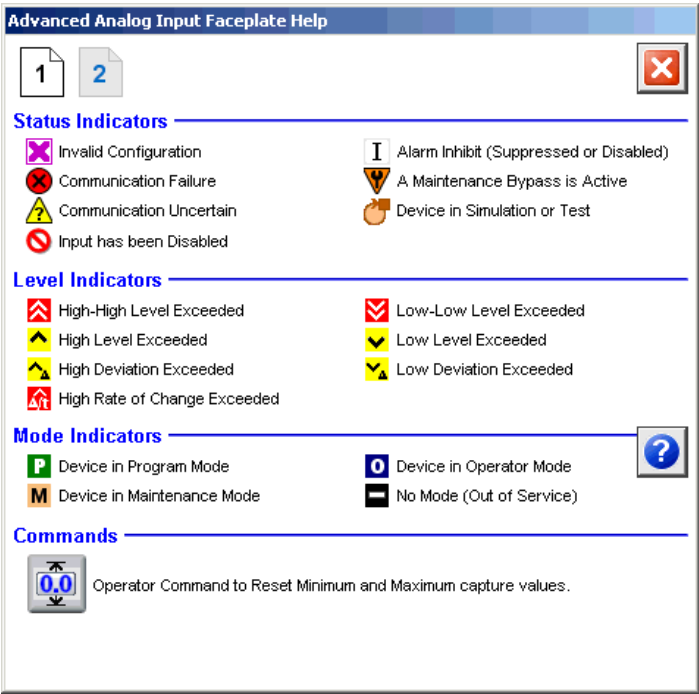 Advanced Analog Input Faceplate Help
1 2
Status Indicators
Invalid Configuration
I Alarm Inhibit (Suppressed or Disabled)
Communication Failure
A Maintenance Bypass is Active
? Communication Uncertain
Device in Simulation or Test
Input has been Disabled
Level Indicators
High-High Level Exceeded
Low-Low Level Exceeded
High Level Exceeded
Low Level Exceeded
High Deviation Exceeded
Low Deviation Exceeded
Δ/t High Rate of Change Exceeded
Mode Indicators
?
P Device in Program Mode
O Device in Operator Mode
M Device in Maintenance Mode
No Mode (Out of Service)
Commands
0.0 Operator Command to Reset Minimum and Maximum capture values.